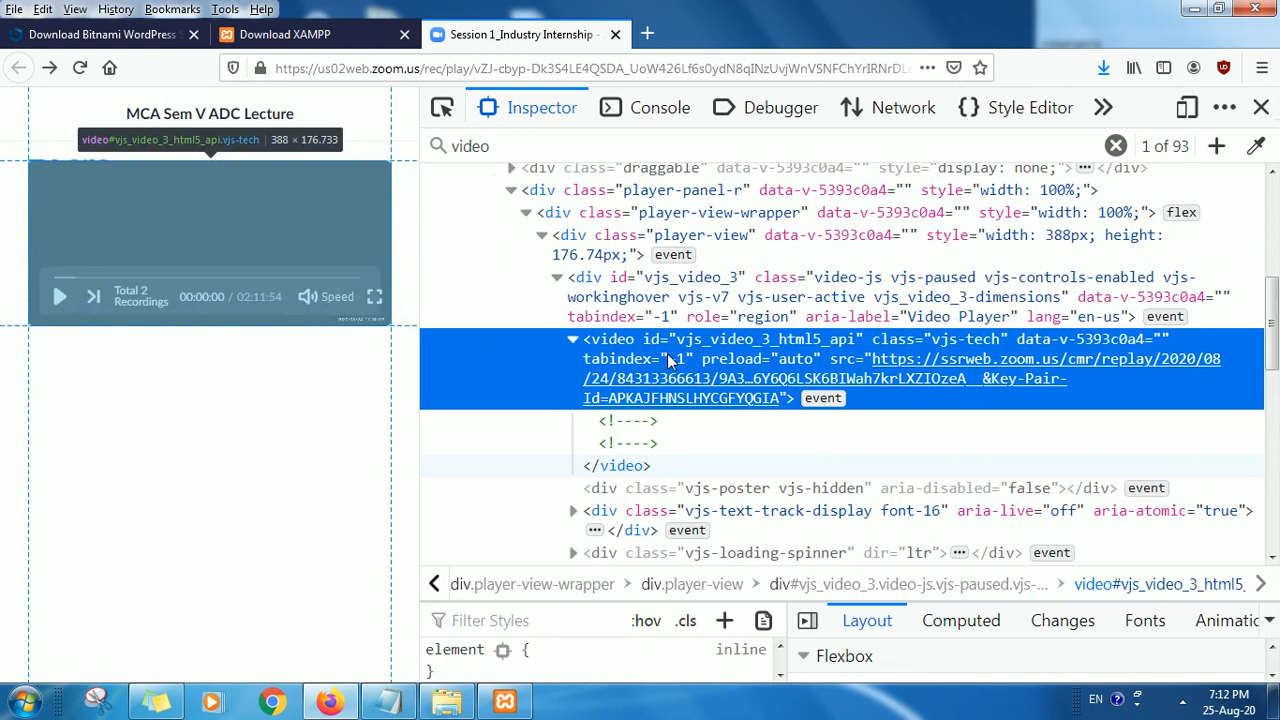 File Edit View History Bookmarks Tools Help
Download Bitnami WordPress S
Download XAMPP
Session 1_Industry Internship -
https://us02web.zoom.us/rec/play/vZJ-cbyp-Dk3S4LE4QSDA_UoW426Lf6s0ydN8qINzUvjWnVSNFChYrIRNrDL
MCA Sem V ADC Lecture
video#vjs_video_3_html5_api.vjs-tech | 388 × 176.733
Total 2
Recordings
00:00:00 / 02:11:54
Speed
Inspector Console Debugger Network Style Editor
video
1 of 93
<div class="draggable" data-v-5393c0a4="" style="display: none;"> </div>
<div class="player-panel-r" data-v-5393c0a4="" style="width: 100%;">
<div class="player-view-wrapper" data-v-5393c0a4="" style="width: 100%;"> flex
<div class="player-view" data-v-5393c0a4="" style="width: 388px; height:
176.74px;"> event
<div id="vjs_video_3" class="video-js vjs-paused vjs-controls-enabled vjs-
workinghover vjs-v7 vjs-user-active vjs_video_3-dimensions" data-v-5393c0a4=""
tabindex="-1" role="region" aria-label="Video Player" lang="en-us"> event
<video id="vjs_video_3_html5_api" class="vjs-tech" data-v-5393c0a4=""
tabindex="-1" preload="auto" src="https://ssrweb.zoom.us/cmr/replay/2020/08
/24/84313366613/9A3…6Y6Q6LSK6BIWah7krLXZIOzeA__&Key-Pair-
Id=APKAJFHNSLHYCGFYQGIA"> event
<!---->
<!---->
</video>
<div class="vjs-poster vjs-hidden" aria-disabled="false"></div> event
<div class="vjs-text-track-display font-16" aria-live="off" aria-atomic="true">
</div> event
<div class="vjs-loading-spinner" dir="ltr"> </div> event
div.player-view-wrapper div.player-view div#vjs_video_3.video-js.vjs-paused.vjs-… video#vjs_video_3_html5_
Filter Styles
:hov .cls
Layout Computed Changes Fonts Animatio
element { inline
}
Flexbox
EN
7:12 PM
25-Aug-20